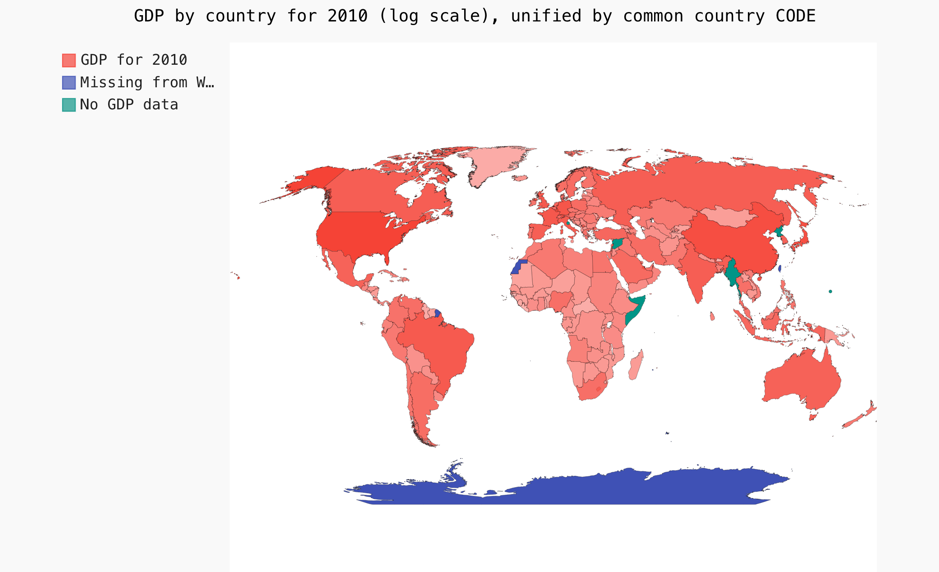 GDP by country for 2010 (log scale), unified by common country CODE
GDP for 2010
Missing from W…
No GDP data